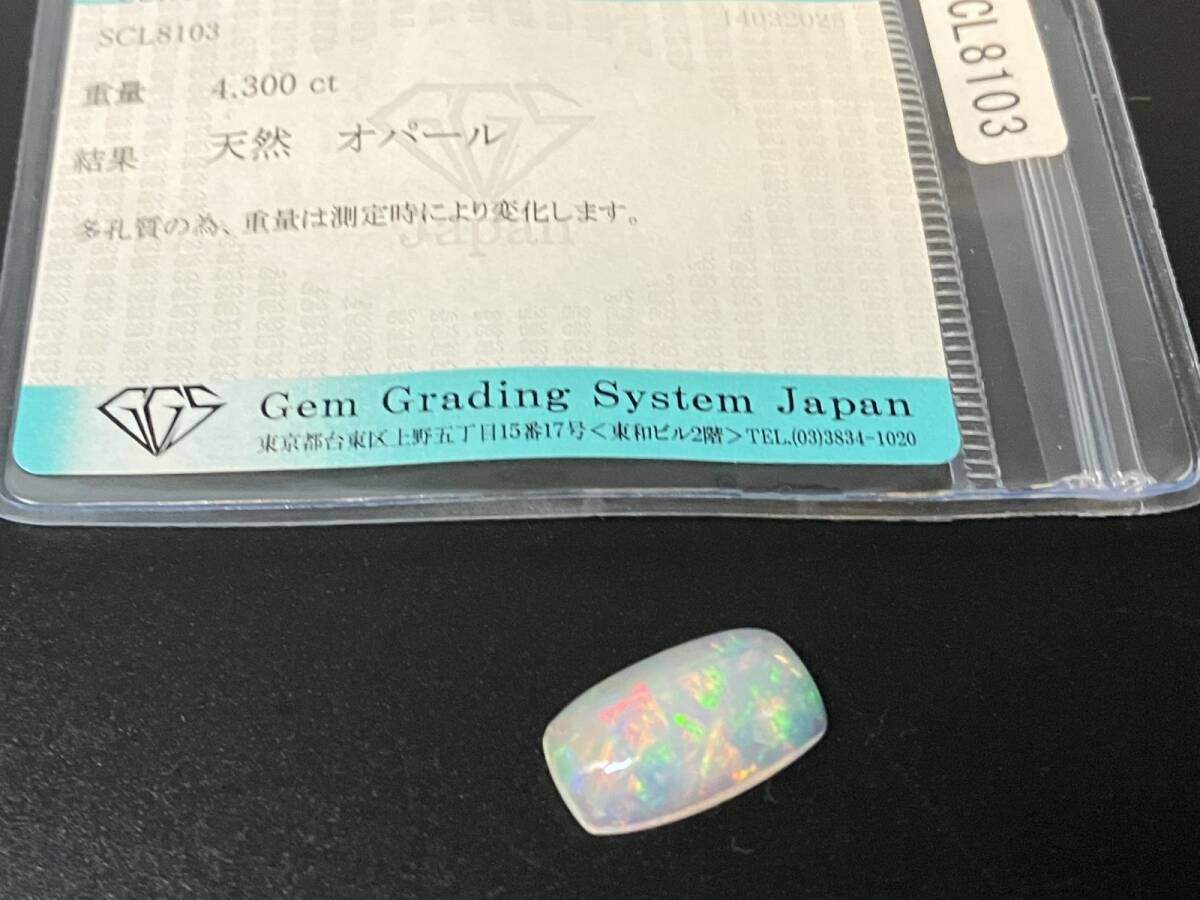 SCL8103 14032025
重量 4.300 ct
結果 天然 オパール
多孔質の為、重量は測定時により変化します。
GGS
Japan
GGS Gem Grading System Japan
東京都台東区上野五丁目15番17号＜東和ビル2階＞TEL.(03)3834-1020
CL8103